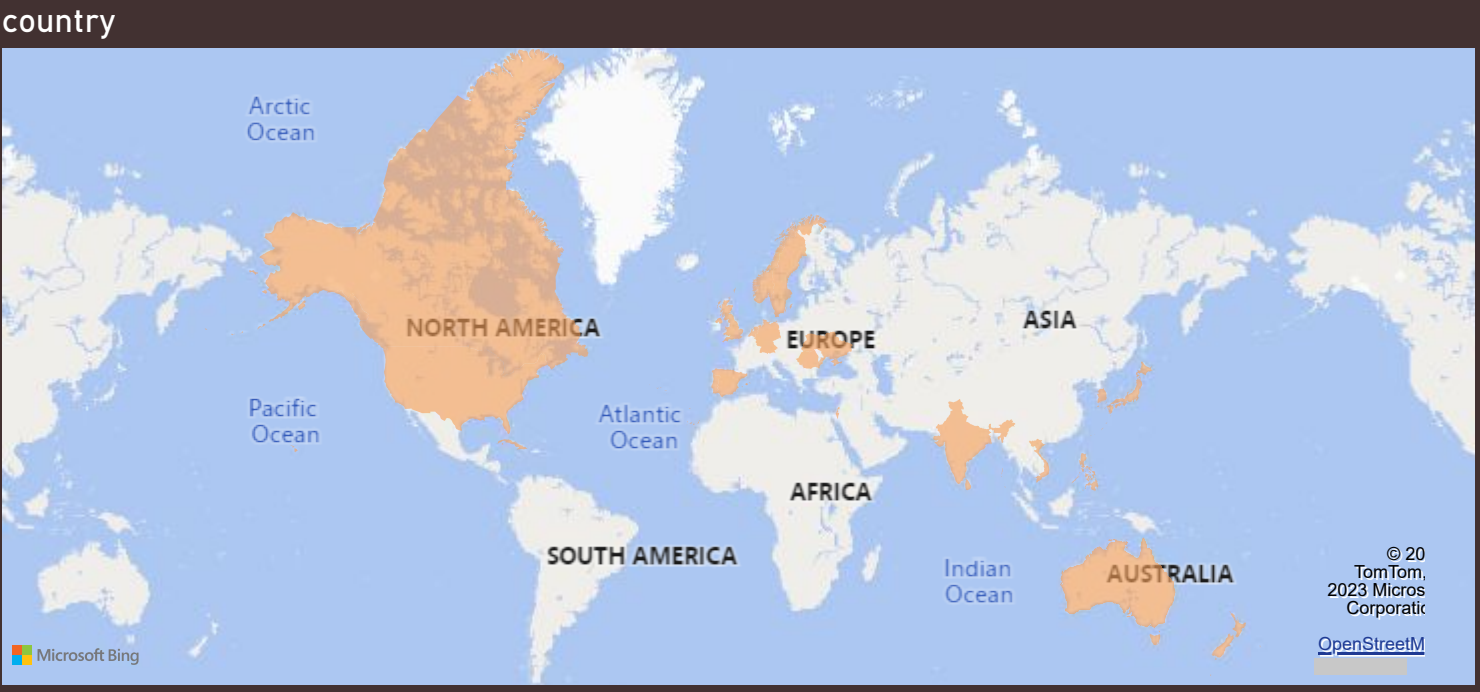 country
Arctic
Ocean
NORTH AMERICA
EUROPE
ASIA
Pacific
Ocean
Atlantic
Ocean
AFRICA
SOUTH AMERICA
Indian
Ocean
AUSTRALIA
© 20
TomTom,
2023 Micros
Corporatic
OpenStreetM
Microsoft Bing